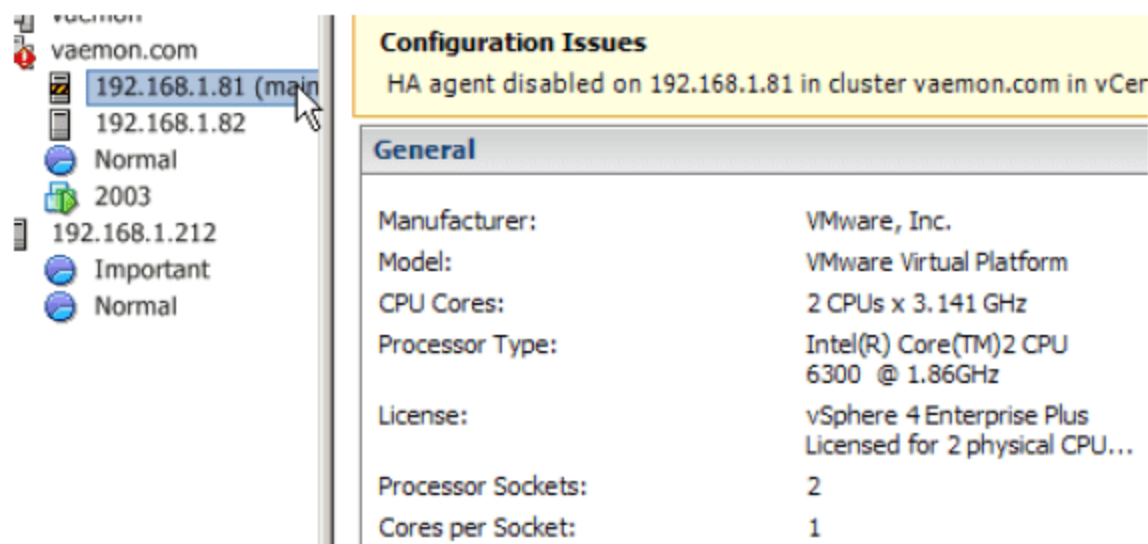 vaemon.com
192.168.1.81 (main
192.168.1.82
Normal
2003
192.168.1.212
Important
Normal
Configuration Issues
HA agent disabled on 192.168.1.81 in cluster vaemon.com in vCer
General
Manufacturer: VMware, Inc.
Model: VMware Virtual Platform
CPU Cores: 2 CPUs x 3.141 GHz
Processor Type: Intel(R) Core(TM)2 CPU
6300 @ 1.86GHz
License: vSphere 4 Enterprise Plus
Licensed for 2 physical CPU...
Processor Sockets: 2
Cores per Socket: 1